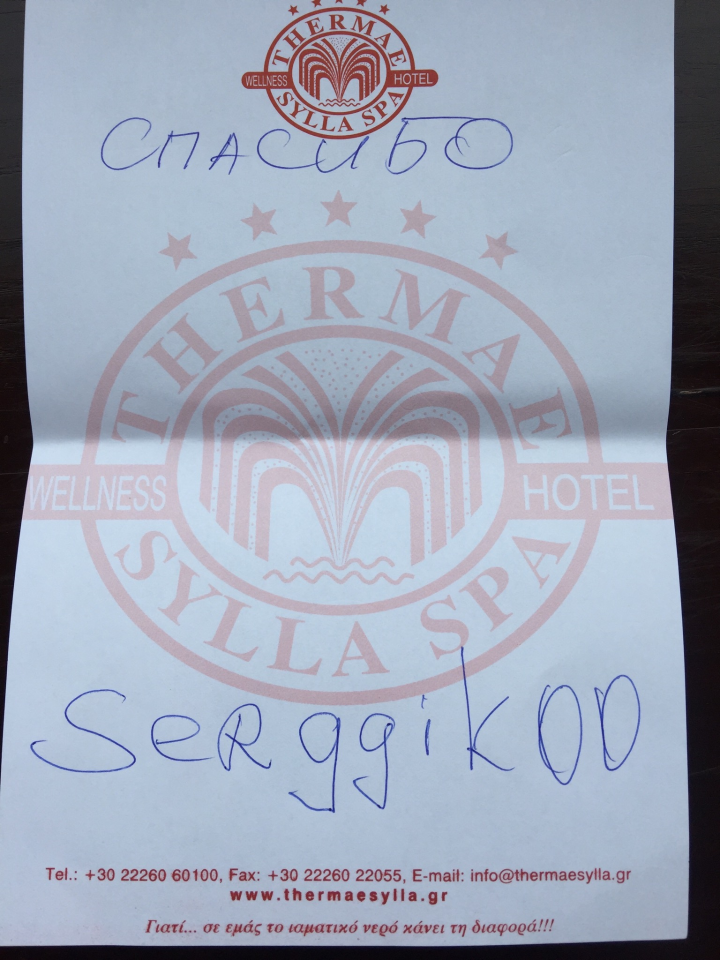 THERMAE
WELLNESS HOTEL
SYLLA SPA
СПАСИБО
THERMAE
WELLNESS HOTEL
SYLLA SPA
SeRggikOO
Tel.: +30 22260 60100, Fax: +30 22260 22055, E-mail: info@thermaesylla.gr
www.thermaesylla.gr
Γιατί... σε εμάς το ιαματικό νερό κάνει τη διαφορά!!!